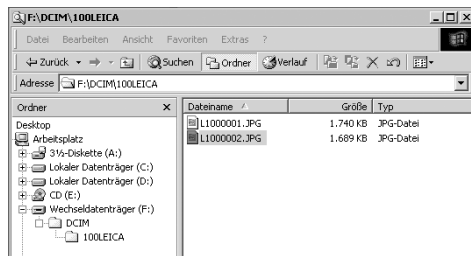 F:\DCIM\100LEICA
Datei Bearbeiten Ansicht Favoriten Extras ?
Zurück Suchen Ordner Verlauf
Adresse F:\DCIM\100LEICA
Ordner x Dateiname Größe Typ
Desktop
Arbeitsplatz
3½-Diskette (A:)
Lokaler Datenträger (C:)
Lokaler Datenträger (D:)
CD (E:)
Wechseldatenträger (F:)
DCIM
100LEICA
L1000001.JPG 1.740 KB JPG-Datei
L1000002.JPG 1.689 KB JPG-Datei